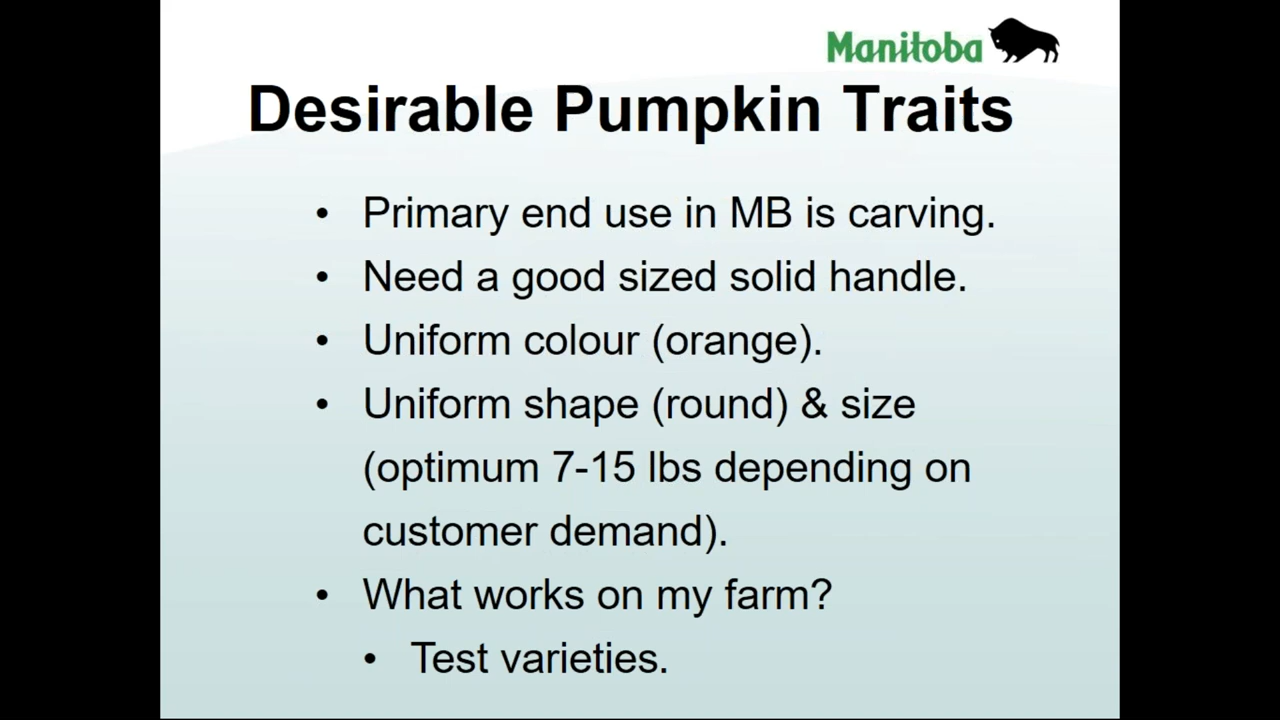 Manitoba
Desirable Pumpkin Traits
• Primary end use in MB is carving.
• Need a good sized solid handle.
• Uniform colour (orange).
• Uniform shape (round) & size
(optimum 7-15 lbs depending on
customer demand).
• What works on my farm?
• Test varieties.